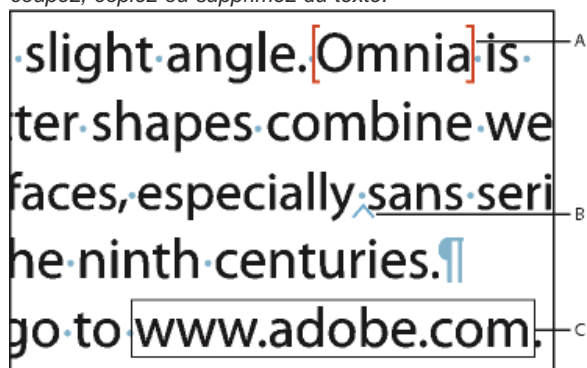 coupez, copiez ou supprimez du texte.
·slight·angle.[Omnia]·is· A
tter·shapes·combine·we
faces,·especially·sans·seri B
he·ninth·centuries.¶
go·to·www.adobe.com. C